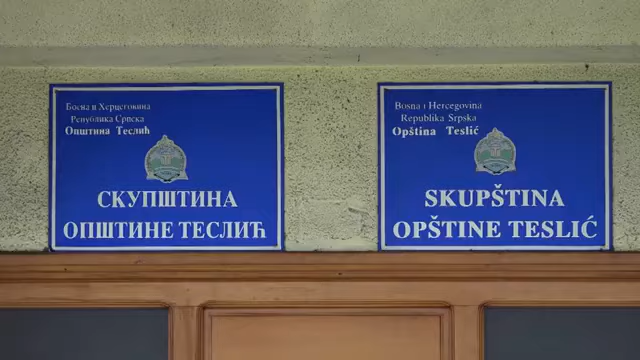 Босна и Херцеговина
Република Српска
Општина Теслић
СКУПШТИНА
ОПШТИНЕ ТЕСЛИЋ
Bosna i Hercegovina
Republika Srpska
Opština Teslić
SKUPŠTINA
OPŠTINE TESLIĆ